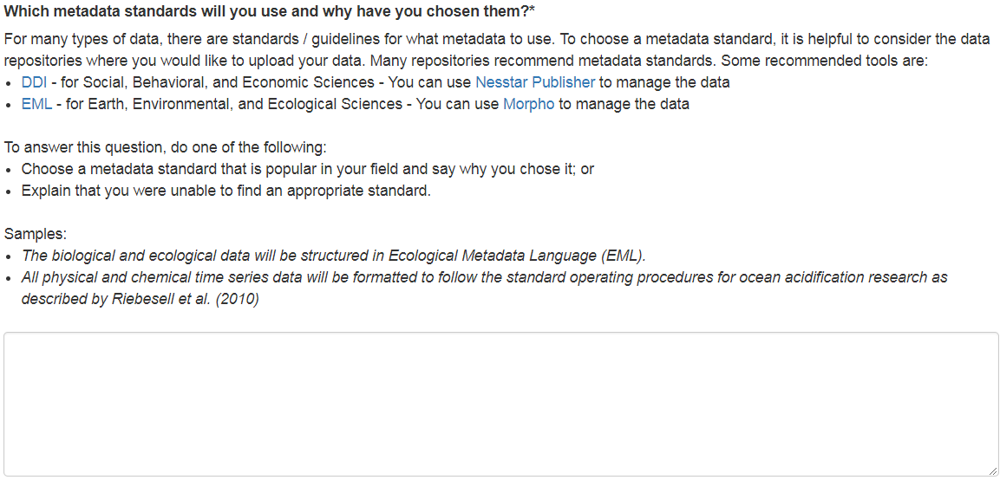 Which metadata standards will you use and why have you chosen them?*
For many types of data, there are standards / guidelines for what metadata to use. To choose a metadata standard, it is helpful to consider the data
repositories where you would like to upload your data. Many repositories recommend metadata standards. Some recommended tools are:
• DDI - for Social, Behavioral, and Economic Sciences - You can use Nesstar Publisher to manage the data
• EML - for Earth, Environmental, and Ecological Sciences - You can use Morpho to manage the data
To answer this question, do one of the following:
• Choose a metadata standard that is popular in your field and say why you chose it; or
• Explain that you were unable to find an appropriate standard.
Samples:
• The biological and ecological data will be structured in Ecological Metadata Language (EML).
• All physical and chemical time series data will be formatted to follow the standard operating procedures for ocean acidification research as
described by Riebesell et al. (2010)